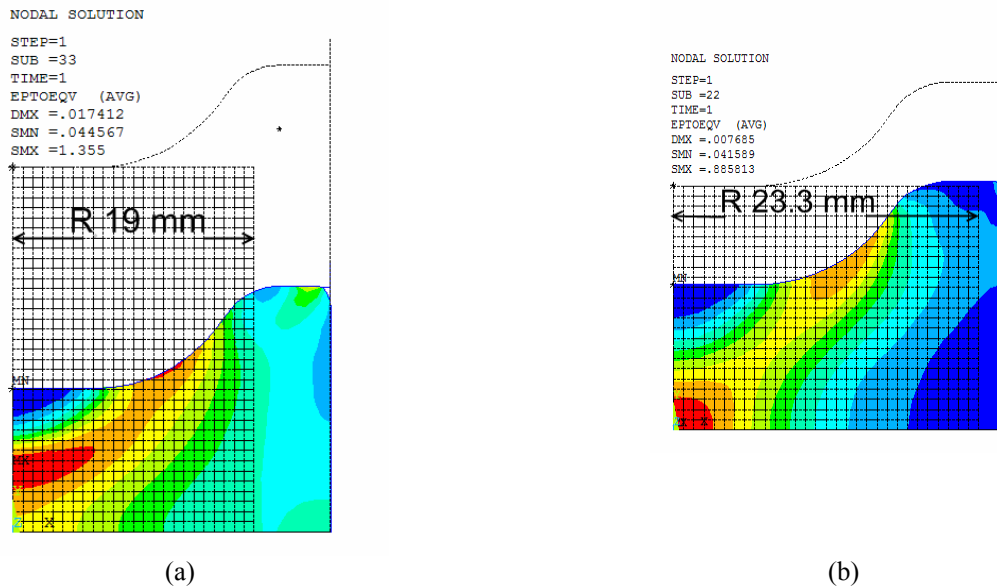 NODAL SOLUTION
STEP=1
SUB =33
TIME=1
EPTOEQV (AVG)
DMX =.017412
SMN =.044567
SMX =1.355
R 19 mm
MN
MX
Z X
(a)
NODAL SOLUTION
STEP=1
SUB =22
TIME=1
EPTOEQV (AVG)
DMX =.007685
SMN =.041589
SMX =.885813
R 23.3 mm
MN
X
(b)